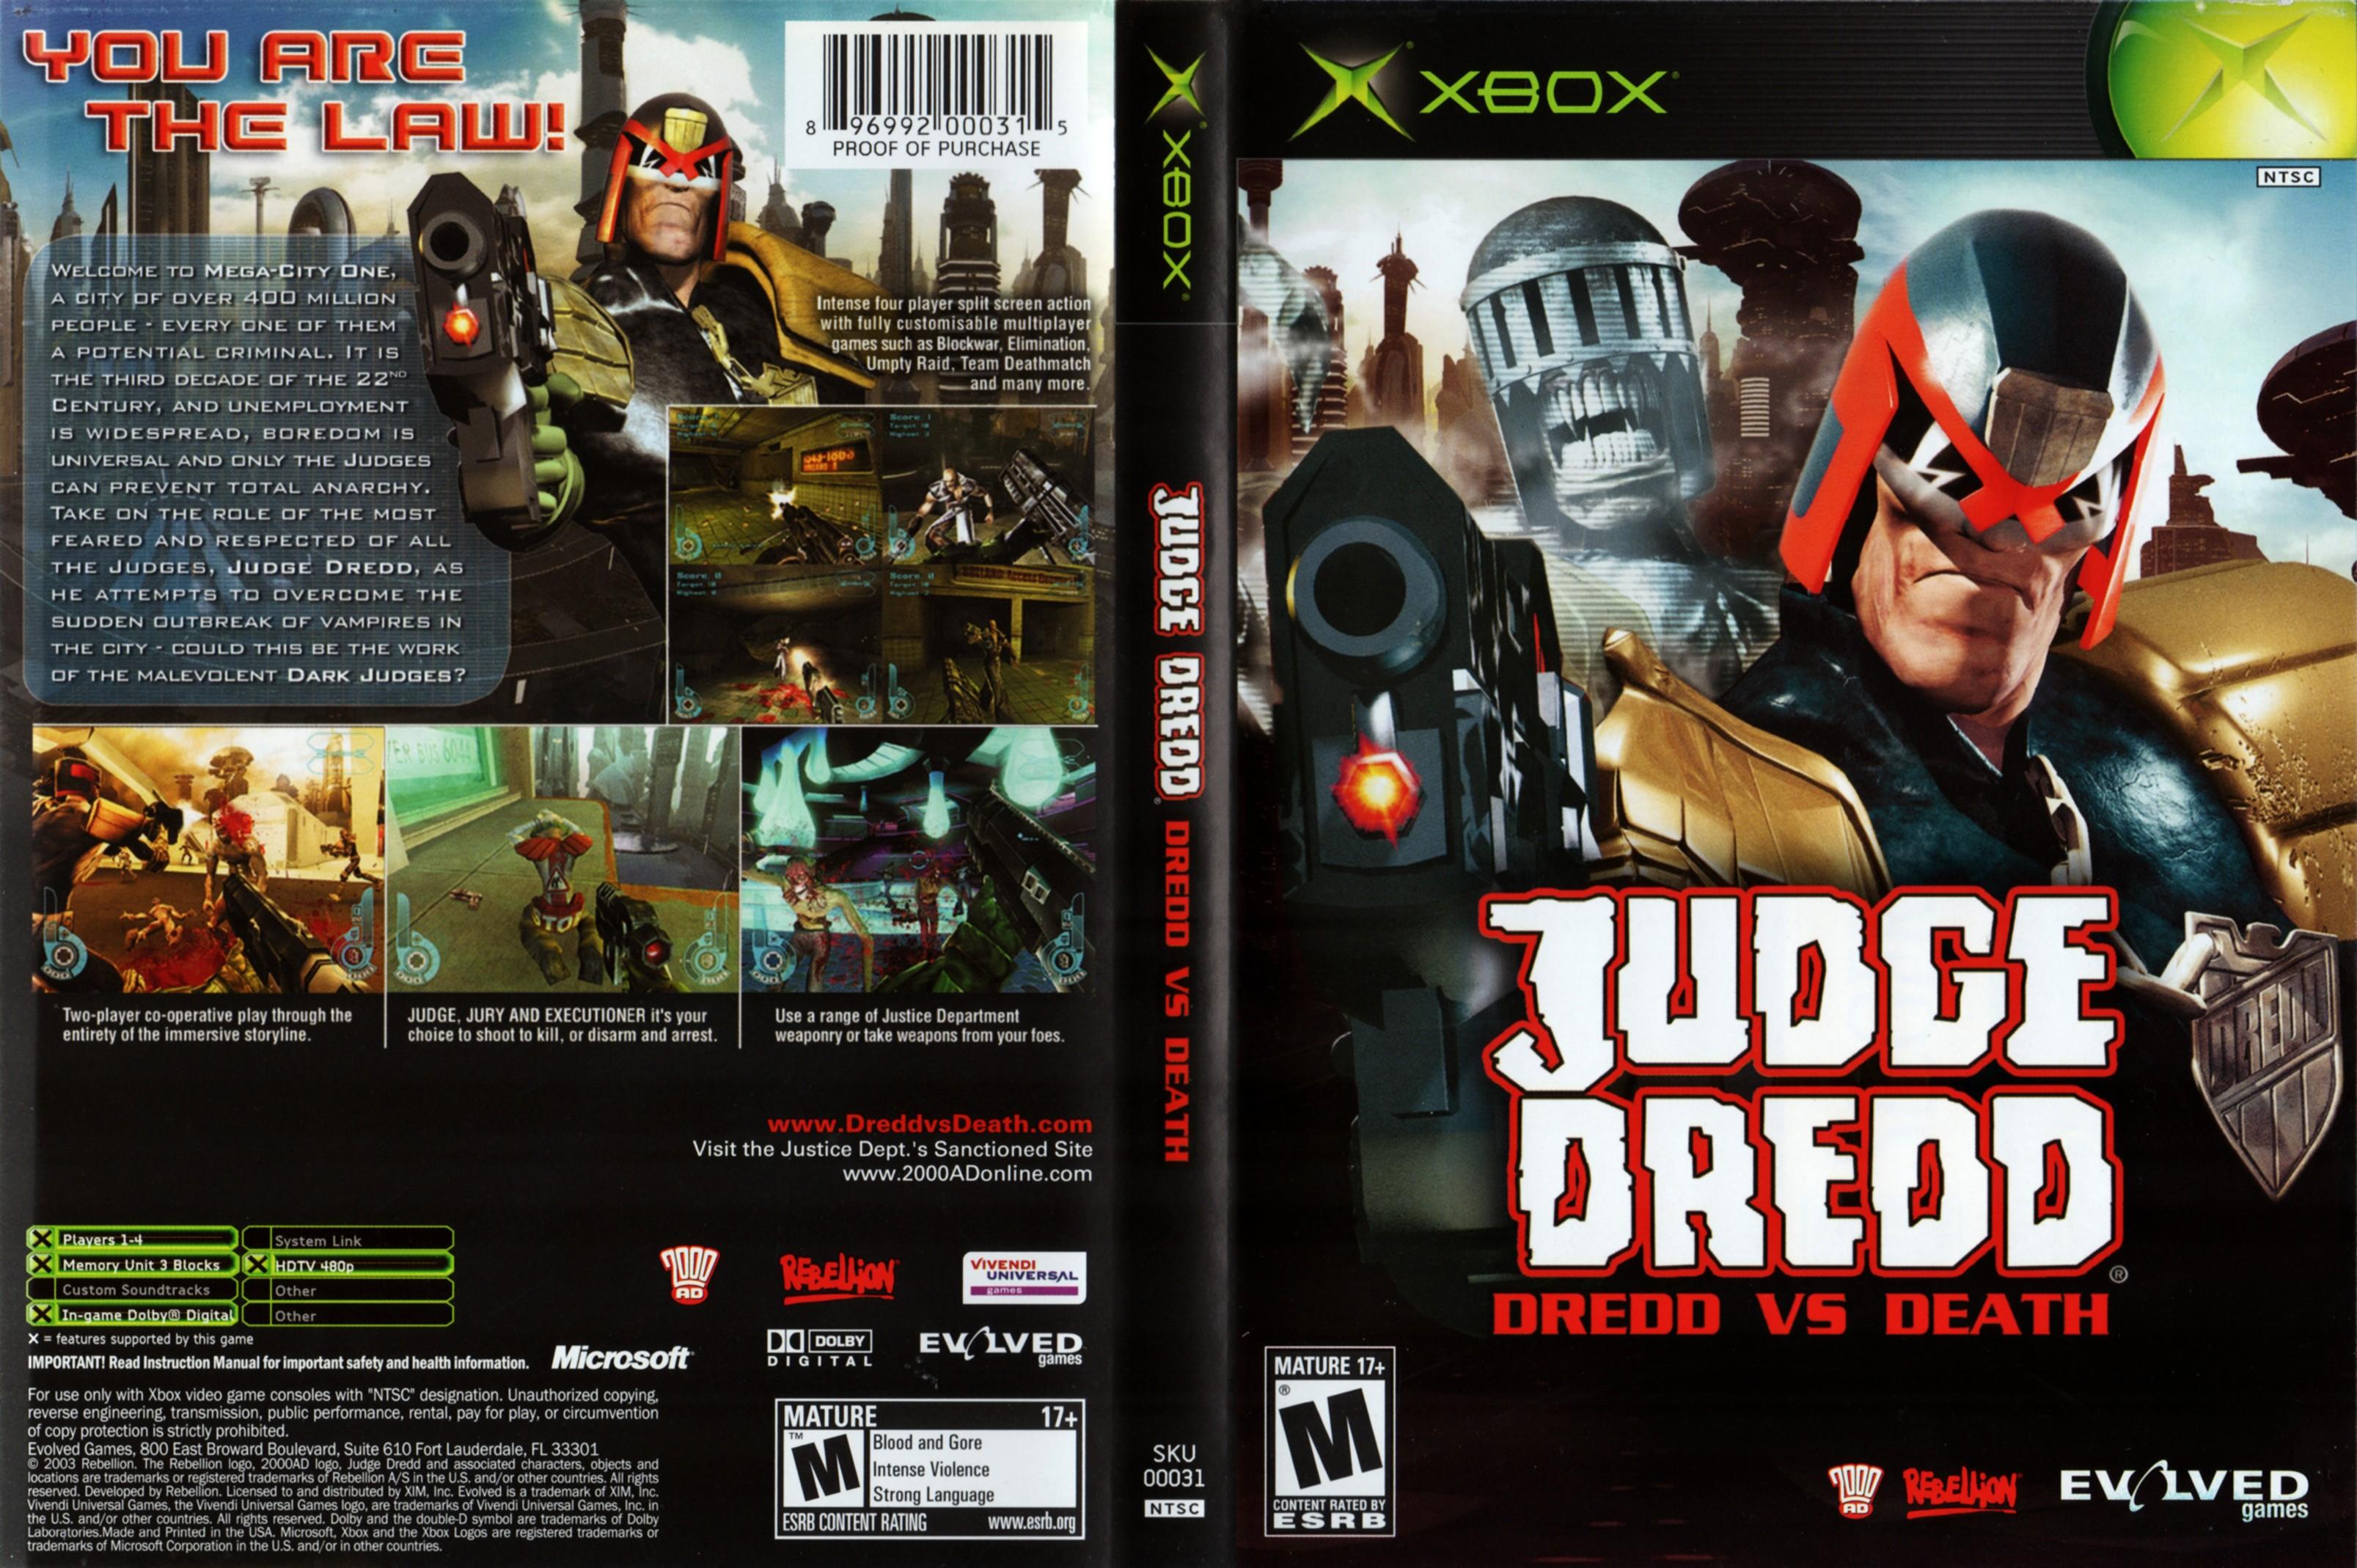 YOU ARE
THE LAW!
8 96992 00031 5
PROOF OF PURCHASE
Welcome to Mega-City One,
a city of over 400 million
people - every one of them
a potential criminal. It is
the third decade of the 22nd
Century, and unemployment
is widespread, boredom is
universal and only the Judges
can prevent total anarchy.
Take on the role of the most
feared and respected of all
the Judges, Judge Dredd, as
he attempts to overcome the
sudden outbreak of vampires in
the city - could this be the work
of the malevolent Dark Judges?
Intense four player split screen action
with fully customisable multiplayer
games such as Blockwar, Elimination,
Umpty Raid, Team Deathmatch
and many more.
Two-player co-operative play through the
entirety of the immersive storyline.
JUDGE, JURY AND EXECUTIONER it's your
choice to shoot to kill, or disarm and arrest.
Use a range of Justice Department
weaponry or take weapons from your foes.
www.DreddvsDeath.com
Visit the Justice Dept.'s Sanctioned Site
www.2000ADonline.com
X Players 1-4
System Link
X Memory Unit 3 Blocks
X HDTV 480p
Custom Soundtracks
Other
X In-game Dolby® Digital
Other
X = features supported by this game
IMPORTANT! Read Instruction Manual for important safety and health information.
Microsoft®
2000 AD
REBELLION
VIVENDI
UNIVERSAL
games
DOLBY
DIGITAL
EVOLVED
games
For use only with Xbox video game consoles with "NTSC" designation. Unauthorized copying,
reverse engineering, transmission, public performance, rental, pay for play, or circumvention
of copy protection is strictly prohibited.
Evolved Games, 800 East Broward Boulevard, Suite 610 Fort Lauderdale, FL 33301
© 2003 Rebellion. The Rebellion logo, 2000AD logo, Judge Dredd and associated characters, objects and
locations are trademarks or registered trademarks of Rebellion A/S in the U.S. and/or other countries. All rights
reserved. Developed by Rebellion. Licensed to and distributed by XIM, Inc. Evolved is a trademark of XIM, Inc.
Vivendi Universal Games, the Vivendi Universal Games logo, are trademarks of Vivendi Universal Games, Inc. in
the U.S. and/or other countries. All rights reserved. Dolby and the double-D symbol are trademarks of Dolby
Laboratories.Made and Printed in the USA. Microsoft, Xbox and the Xbox Logos are registered trademarks or
trademarks of Microsoft Corporation in the U.S. and/or in other countries.
MATURE 17+
M
Blood and Gore
Intense Violence
Strong Language
ESRB CONTENT RATING www.esrb.org
XBOX
JUDGE DREDD®
DREDD VS DEATH
SKU
00031
NTSC
XBOX®
NTSC
DREDD
JUDGE
DREDD®
DREDD VS DEATH
MATURE 17+
M®
CONTENT RATED BY
ESRB
2000 AD
REBELLION
EVOLVED
games